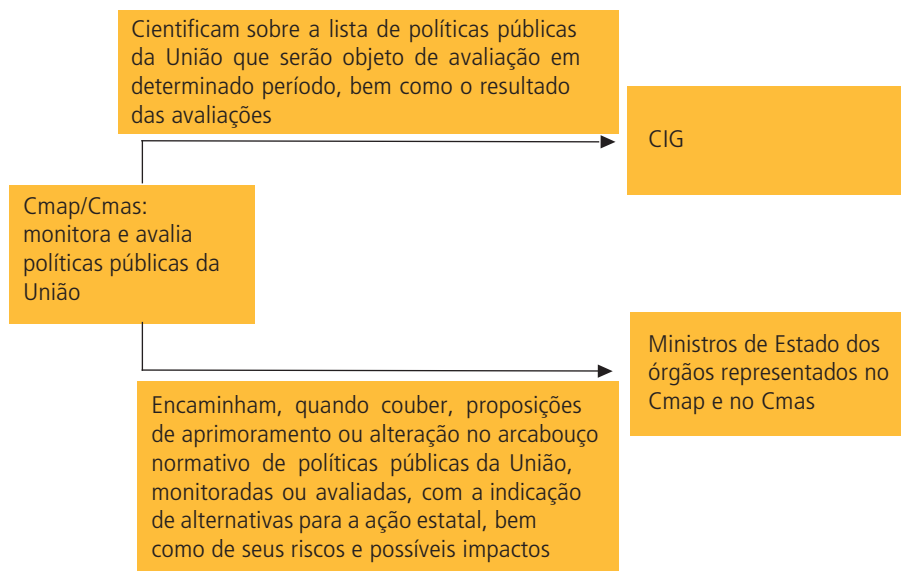 Cientificam sobre a lista de políticas públicas
da União que serão objeto de avaliação em
determinado período, bem como o resultado
das avaliações
CIG
Cmap/Cmas:
monitora e avalia
políticas públicas da
União
Ministros de Estado dos
órgãos representados no
Cmap e no Cmas
Encaminham, quando couber, proposições
de aprimoramento ou alteração no arcabouço
normativo de políticas públicas da União,
monitoradas ou avaliadas, com a indicação
de alternativas para a ação estatal, bem
como de seus riscos e possíveis impactos